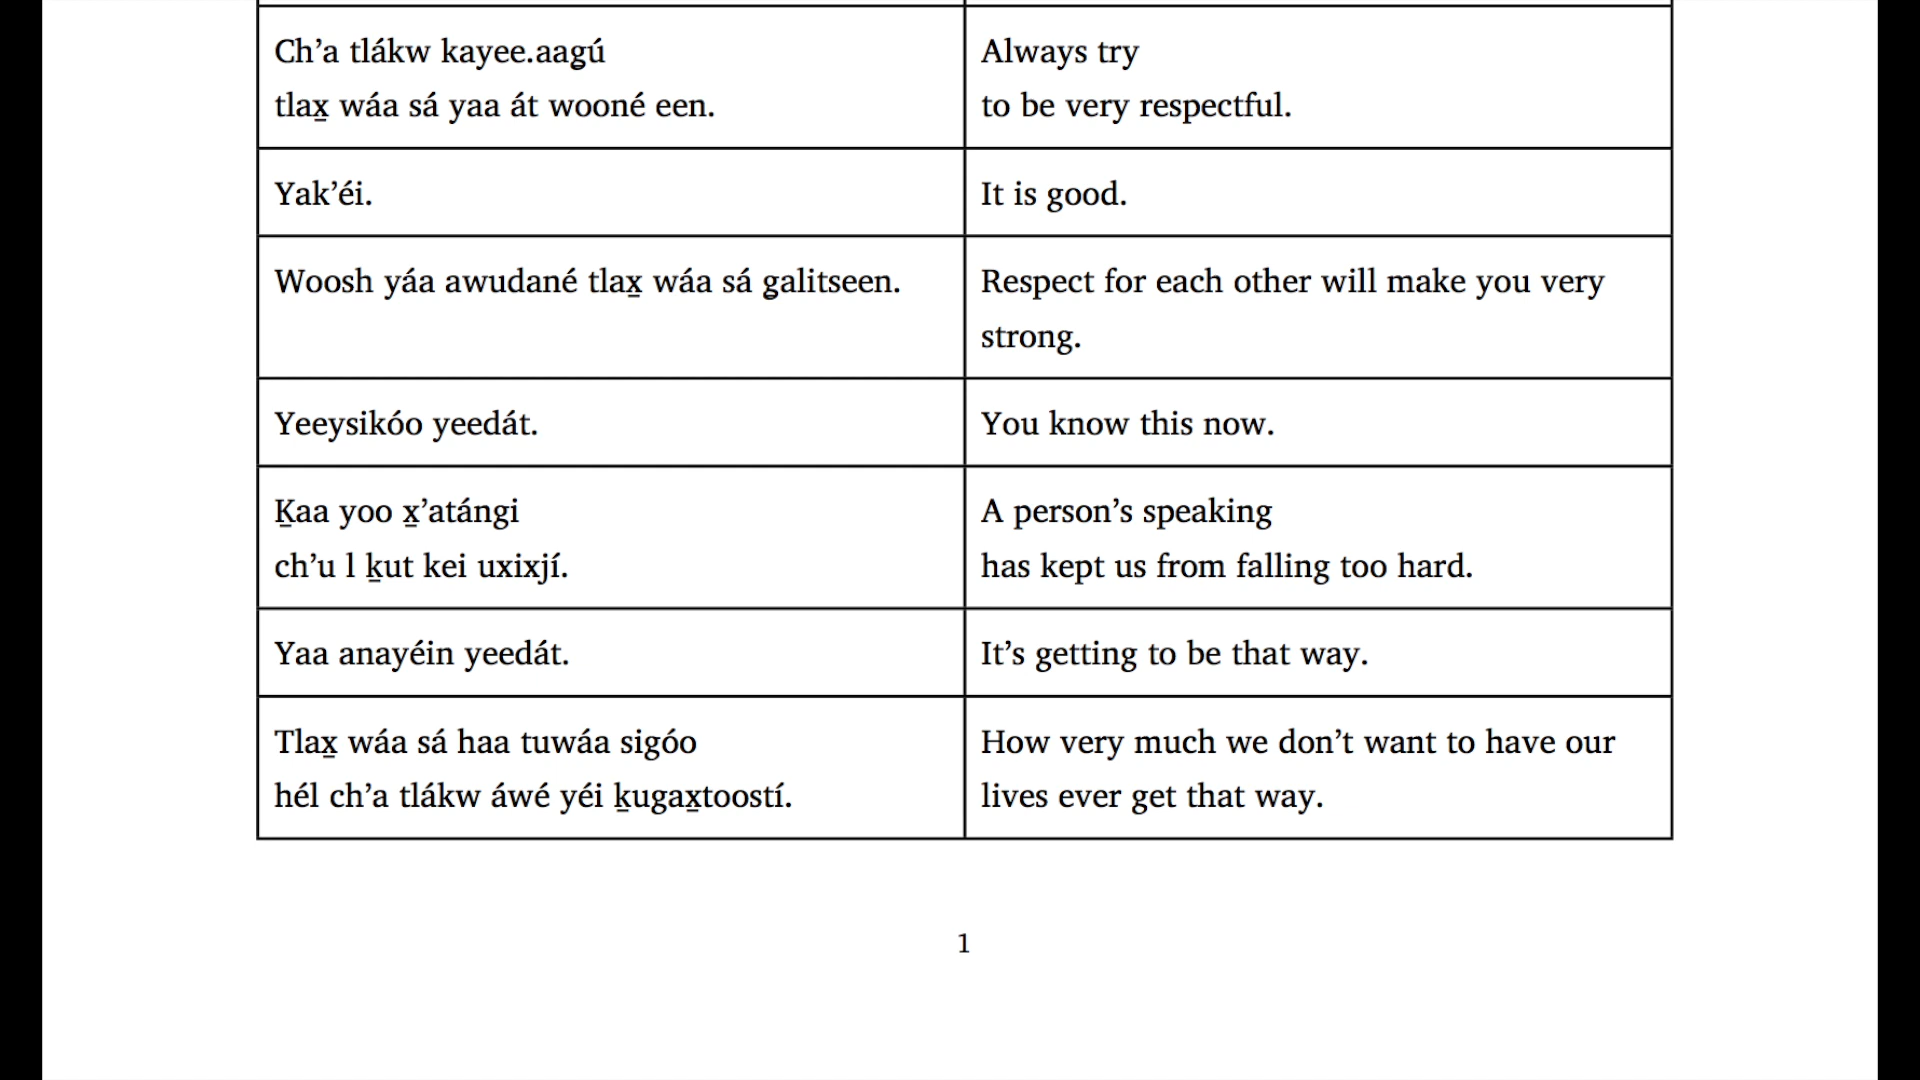 Ch’a tlákw kayee.aagú
tlax̱ wáa sá yaa át wooné een.
Always try
to be very respectful.
Yak’éi.
It is good.
Woosh yáa awudané tlax̱ wáa sá galitseen.
Respect for each other will make you very
strong.
Yeeysikóo yeedát.
You know this now.
Ḵaa yoo x̱’atángi
ch’u l ḵut kei uxixjí.
A person’s speaking
has kept us from falling too hard.
Yaa anayéin yeedát.
It’s getting to be that way.
Tlax̱ wáa sá haa tuwáa sigóo
hél ch’a tlákw áwé yéi ḵugax̱toostí.
How very much we don’t want to have our
lives ever get that way.
1